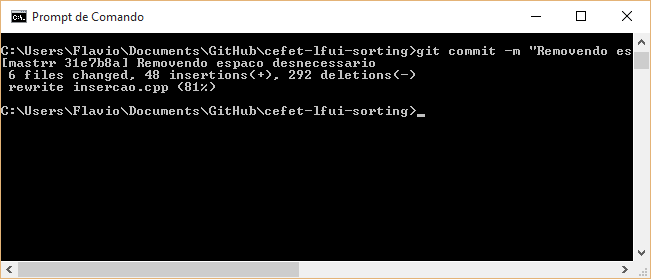 Prompt de Comando
C:\Users\Flavio\Documents\GitHub\cefet-lfui-sorting>git commit -m "Removendo es
[mastrr 31e7b8a] Removendo espaco desnecessario
6 files changed, 48 insertions(+), 292 deletions(-)
rewrite insercao.cpp (81%)
C:\Users\Flavio\Documents\GitHub\cefet-lfui-sorting>_